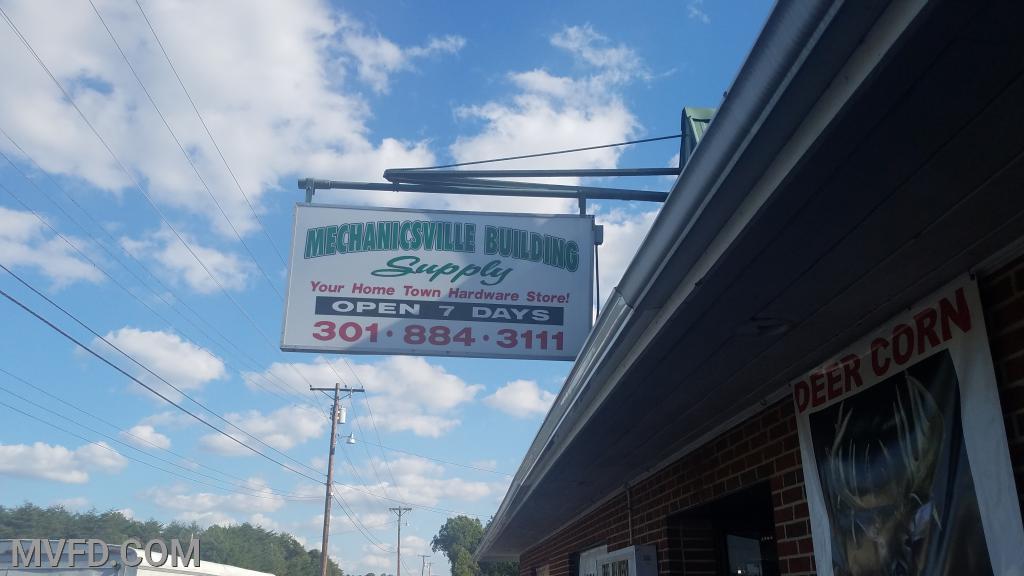 MECHANICSVILLE BUILDING
Supply
Your Home Town Hardware Store!
OPEN 7 DAYS
301·884·3111
DEER CORN
MVFD.COM